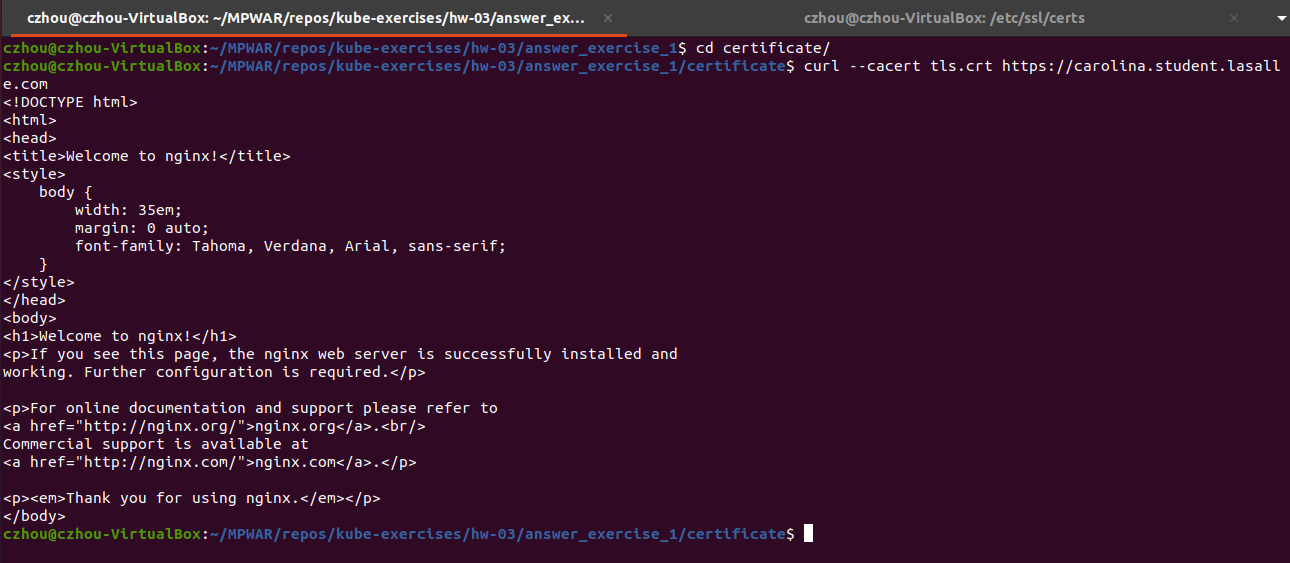 czhou@czhou-VirtualBox: ~/MPWAR/repos/kube-exercises/hw-03/answer_ex... ×
czhou@czhou-VirtualBox: /etc/ssl/certs ×
czhou@czhou-VirtualBox:~/MPWAR/repos/kube-exercises/hw-03/answer_exercise_1$ cd certificate/
czhou@czhou-VirtualBox:~/MPWAR/repos/kube-exercises/hw-03/answer_exercise_1/certificate$ curl --cacert tls.crt https://carolina.student.lasall
e.com
<!DOCTYPE html>
<html>
<head>
<title>Welcome to nginx!</title>
<style>
    body {
        width: 35em;
        margin: 0 auto;
        font-family: Tahoma, Verdana, Arial, sans-serif;
    }
</style>
</head>
<body>
<h1>Welcome to nginx!</h1>
<p>If you see this page, the nginx web server is successfully installed and
working. Further configuration is required.</p>

<p>For online documentation and support please refer to
<a href="http://nginx.org/">nginx.org</a>.<br/>
Commercial support is available at
<a href="http://nginx.com/">nginx.com</a>.</p>

<p><em>Thank you for using nginx.</em></p>
</body>
czhou@czhou-VirtualBox:~/MPWAR/repos/kube-exercises/hw-03/answer_exercise_1/certificate$